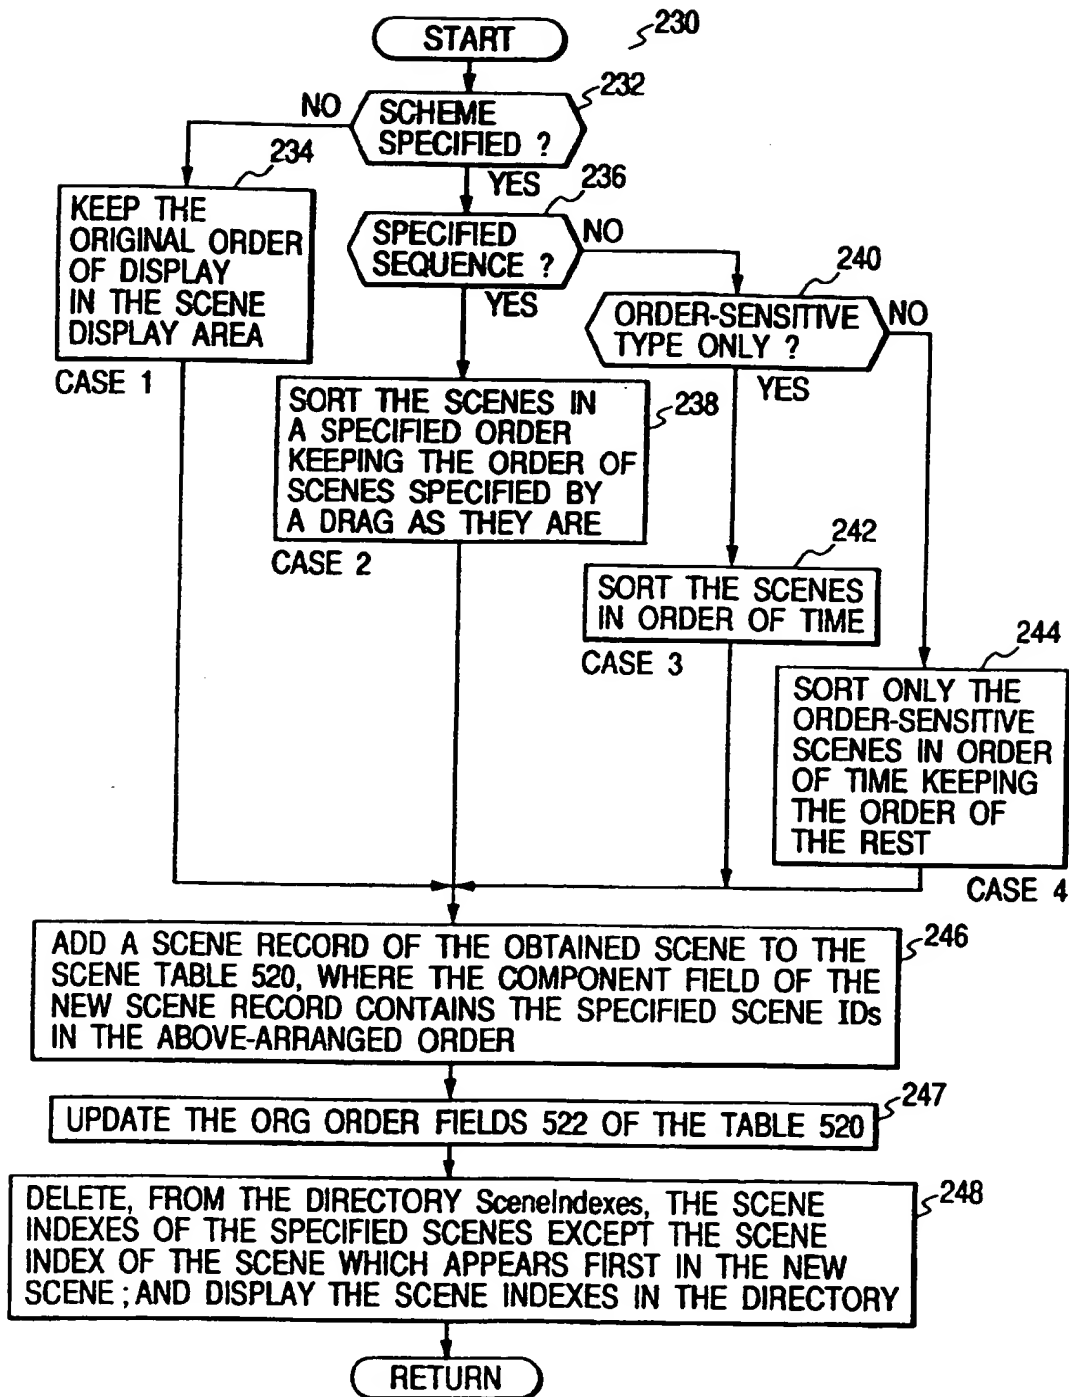 START
230
232
NO
SCHEME
SPECIFIED ?
234
YES
236
KEEP THE
ORIGINAL ORDER
OF DISPLAY
IN THE SCENE
DISPLAY AREA
CASE 1
SPECIFIED
SEQUENCE ?
NO
YES
240
ORDER-SENSITIVE
TYPE ONLY ?
NO
YES
SORT THE SCENES IN
A SPECIFIED ORDER
KEEPING THE ORDER OF
SCENES SPECIFIED BY
A DRAG AS THEY ARE
238
CASE 2
242
SORT THE SCENES
IN ORDER OF TIME
CASE 3
244
SORT ONLY THE
ORDER-SENSITIVE
SCENES IN ORDER
OF TIME KEEPING
THE ORDER OF
THE REST
CASE 4
ADD A SCENE RECORD OF THE OBTAINED SCENE TO THE
SCENE TABLE 520, WHERE THE COMPONENT FIELD OF THE
NEW SCENE RECORD CONTAINS THE SPECIFIED SCENE IDs
IN THE ABOVE-ARRANGED ORDER
246
UPDATE THE ORG ORDER FIELDS 522 OF THE TABLE 520
247
DELETE, FROM THE DIRECTORY SceneIndexes, THE SCENE
INDEXES OF THE SPECIFIED SCENES EXCEPT THE SCENE
INDEX OF THE SCENE WHICH APPEARS FIRST IN THE NEW
SCENE ; AND DISPLAY THE SCENE INDEXES IN THE DIRECTORY
248
RETURN